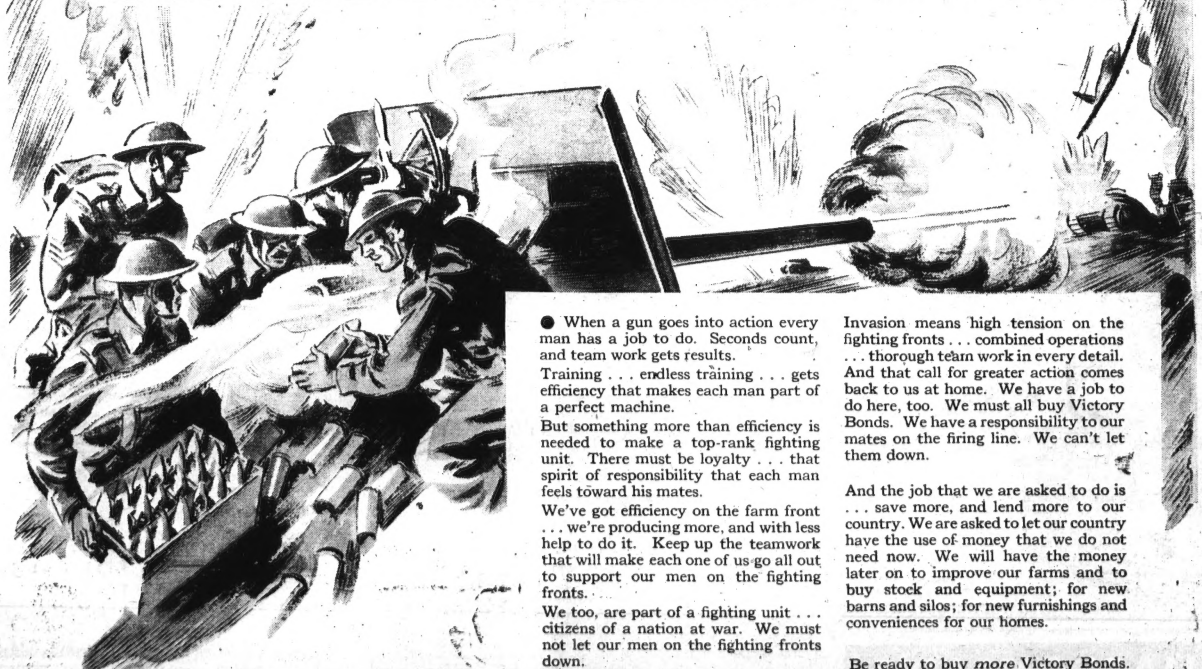 ● When a gun goes into action every
man has a job to do. Seconds count,
and team work gets results.
Training . . . endless training . . . gets
efficiency that makes each man part of
a perfect machine.
But something more than efficiency is
needed to make a top-rank fighting
unit. There must be loyalty . . . that
spirit of responsibility that each man
feels toward his mates.
We've got efficiency on the farm front
. . . we're producing more, and with less
help to do it. Keep up the teamwork
that will make each one of us go all out
to support our men on the fighting
fronts.
We too, are part of a fighting unit . . .
citizens of a nation at war. We must
not let our men on the fighting fronts
down.
Invasion means high tension on the
fighting fronts . . . combined operations
. . . thorough team work in every detail.
And that call for greater action comes
back to us at home. We have a job to
do here, too. We must all buy Victory
Bonds. We have a responsibility to our
mates on the firing line. We can't let
them down.
And the job that we are asked to do is
. . . save more, and lend more to our
country. We are asked to let our country
have the use of money that we do not
need now. We will have the money
later on to improve our farms and to
buy stock and equipment; for new
barns and silos; for new furnishings and
conveniences for our homes.
Be ready to buy more Victory Bonds.